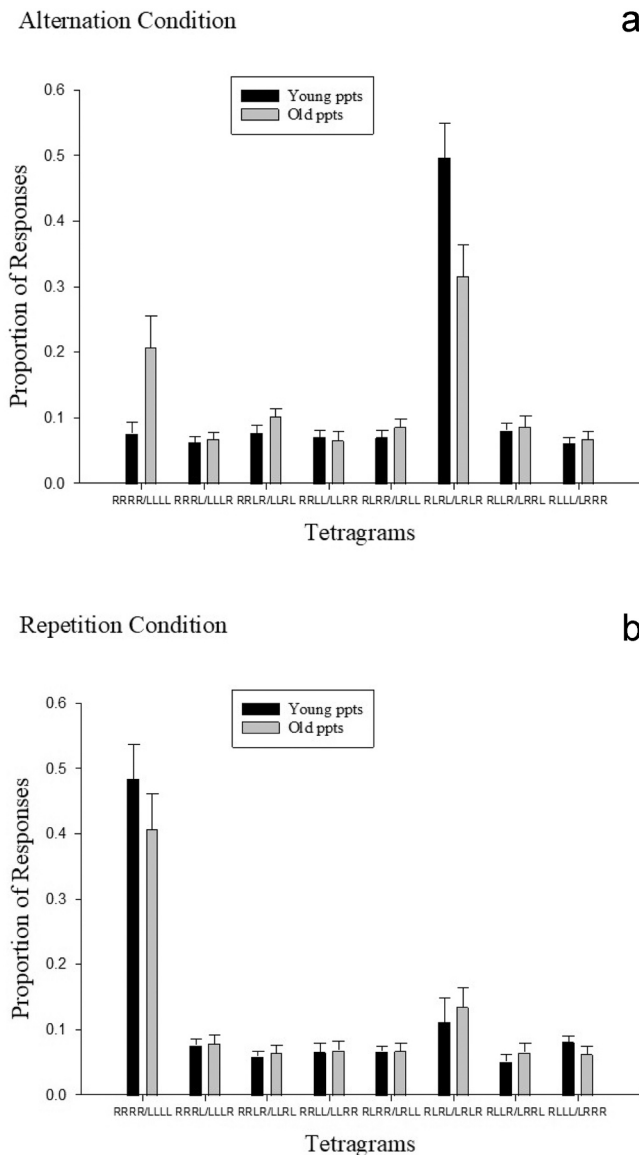 Alternation Condition
a
Young ppts
Old ppts
Proportion of Responses
0.6
0.5
0.4
0.3
0.2
0.1
0.0
RRRR/LLLL RRRL/LLLR RRLR/LLRL RRLL/LLRR RLRR/LRLL RLRL/LRLR RLLR/LRRL RLLL/LRRR
Tetragrams
Repetition Condition
b
Young ppts
Old ppts
Proportion of Responses
0.6
0.5
0.4
0.3
0.2
0.1
0.0
RRRR/LLLL RRRL/LLLR RRLR/LLRL RRLL/LLRR RLRR/LRLL RLRL/LRLR RLLR/LRRL RLLL/LRRR
Tetragrams